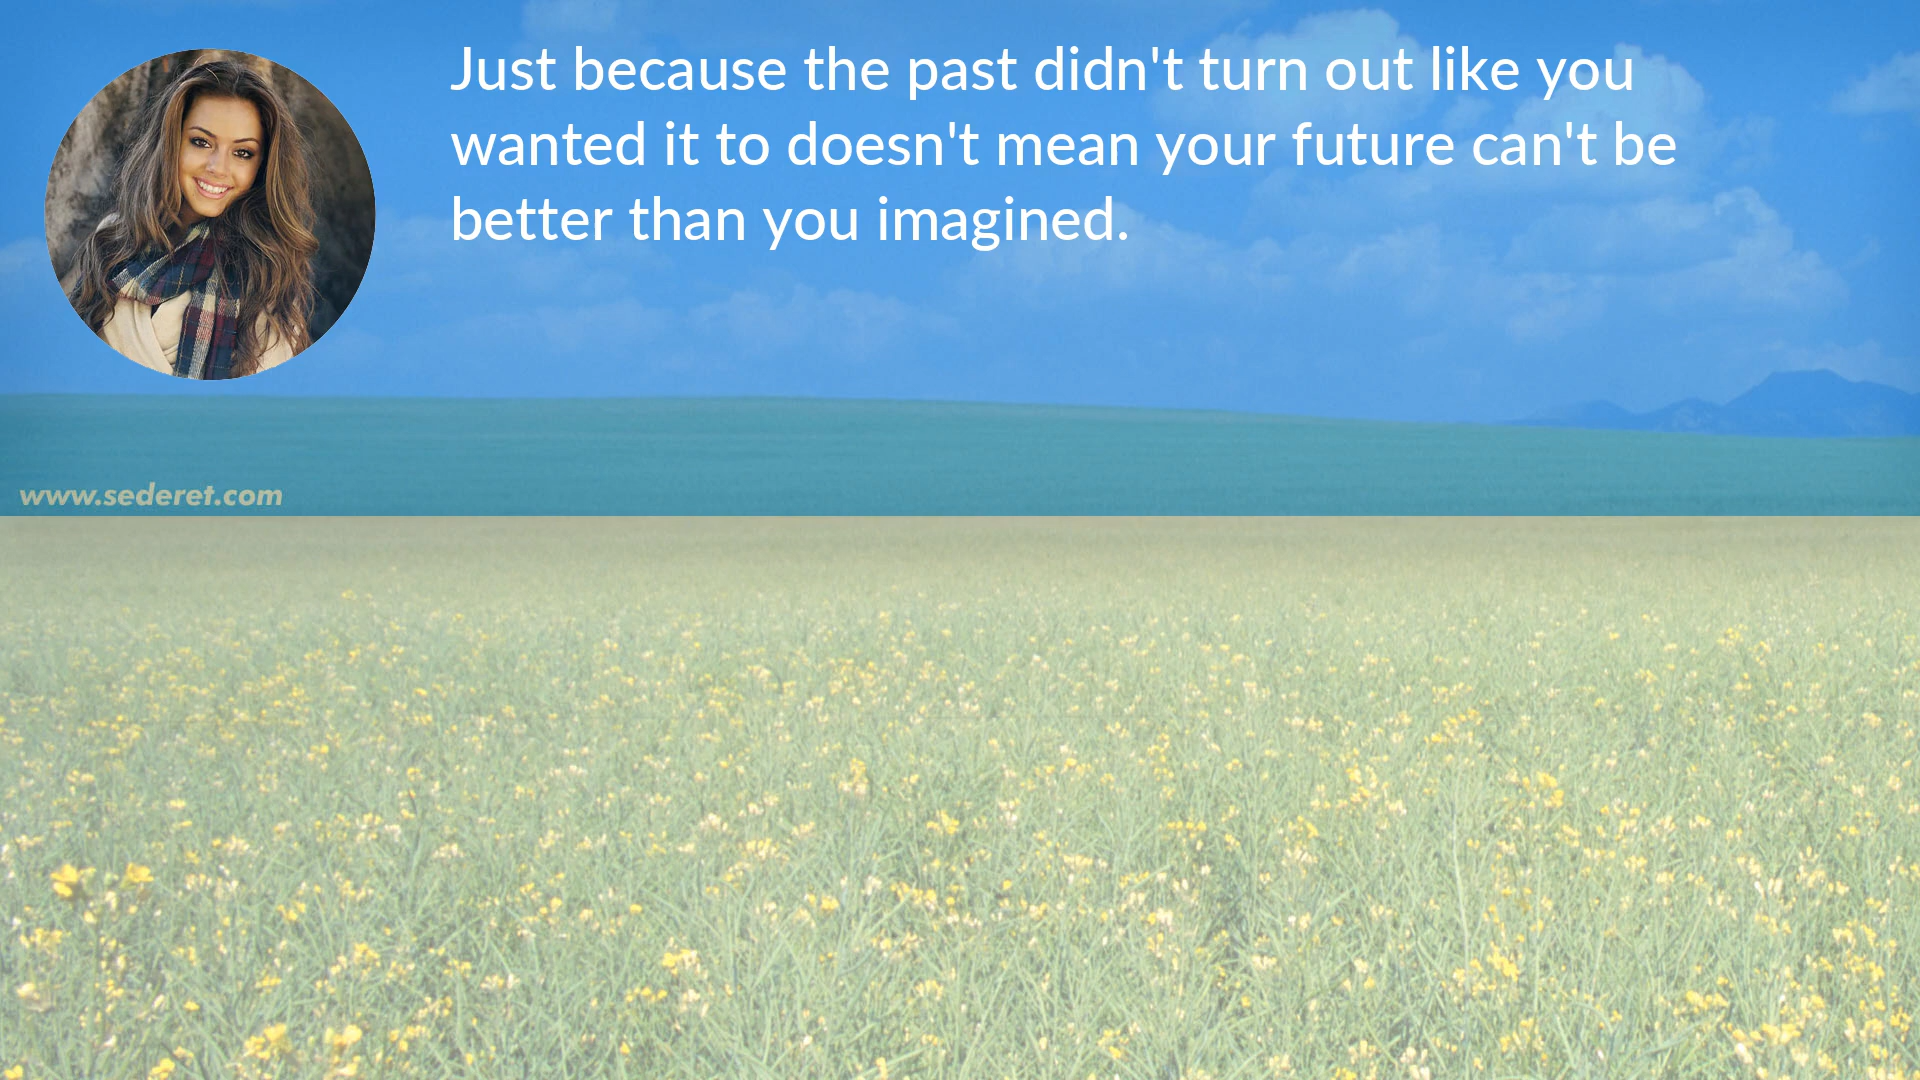 Just because the past didn't turn out like you
wanted it to doesn't mean your future can't be
better than you imagined.
www.sederet.com